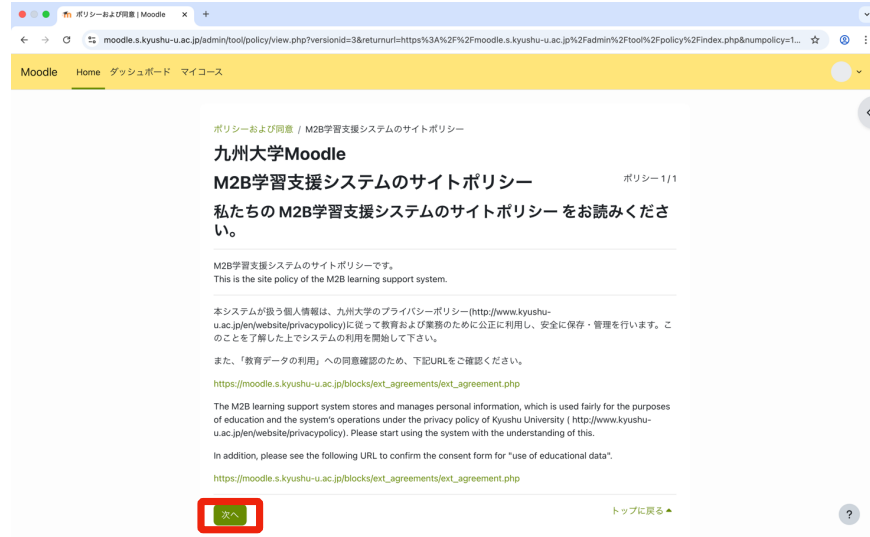 ポリシーおよび同意 | Moodle
moodle.s.kyushu-u.ac.jp/admin/tool/policy/view.php?versionid=3&returnurl=https%3A%2F%2Fmoodle.s.kyushu-u.ac.jp%2Fadmin%2Ftool%2Fpolicy%2Findex.php&numpolicy=1...
Moodle Home ダッシュボード マイコース
ポリシーおよび同意 / M2B学習支援システムのサイトポリシー
九州大学Moodle
M2B学習支援システムのサイトポリシー ポリシー 1 / 1
私たちの M2B学習支援システムのサイトポリシー をお読みくださ
い。
M2B学習支援システムのサイトポリシーです。
This is the site policy of the M2B learning support system.
本システムが扱う個人情報は、九州大学のプライバシーポリシー(http://www.kyushu-
u.ac.jp/en/website/privacypolicy)に従って教育および業務のために公正に利用し、安全に保存・管理を行います。こ
のことを了解した上でシステムの利用を開始して下さい。
また、「教育データの利用」への同意確認のため、下記URLをご確認ください。
https://moodle.s.kyushu-u.ac.jp/blocks/ext_agreements/ext_agreement.php
The M2B learning support system stores and manages personal information, which is used fairly for the purposes
of education and the system's operations under the privacy policy of Kyushu University ( http://www.kyushu-
u.ac.jp/en/website/privacypolicy). Please start using the system with the understanding of this.
In addition, please see the following URL to confirm the consent form for "use of educational data".
https://moodle.s.kyushu-u.ac.jp/blocks/ext_agreements/ext_agreement.php
次へ トップに戻る
?